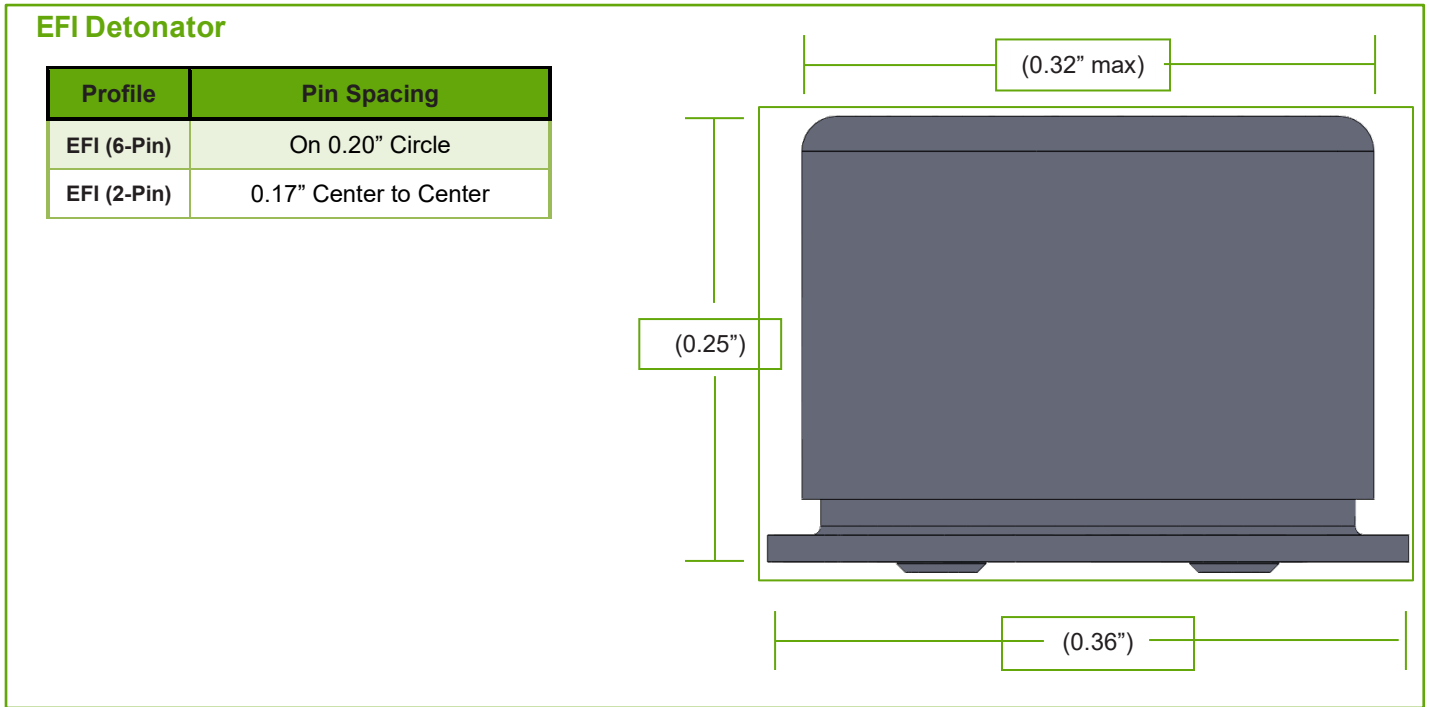 EFI Detonator
Profile Pin Spacing
EFI (6-Pin) On 0.20” Circle
EFI (2-Pin) 0.17” Center to Center
(0.32” max)
(0.25”)
(0.36”)